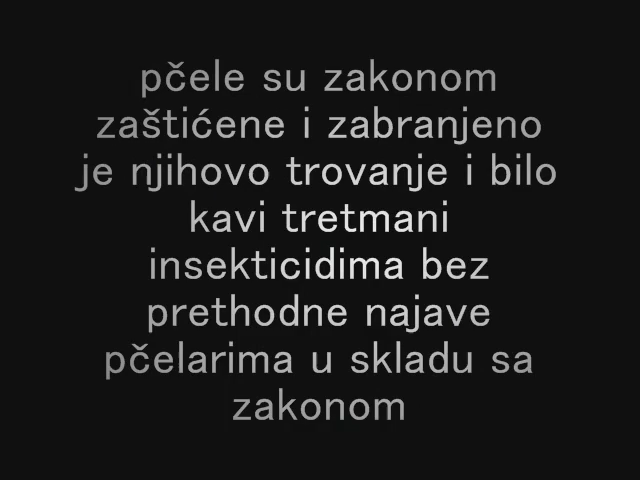 pčele su zakonom
zaštićene i zabranjeno
je njihovo trovanje i bilo
kavi tretmani
insekticidima bez
prethodne najave
pčelarima u skladu sa
zakonom